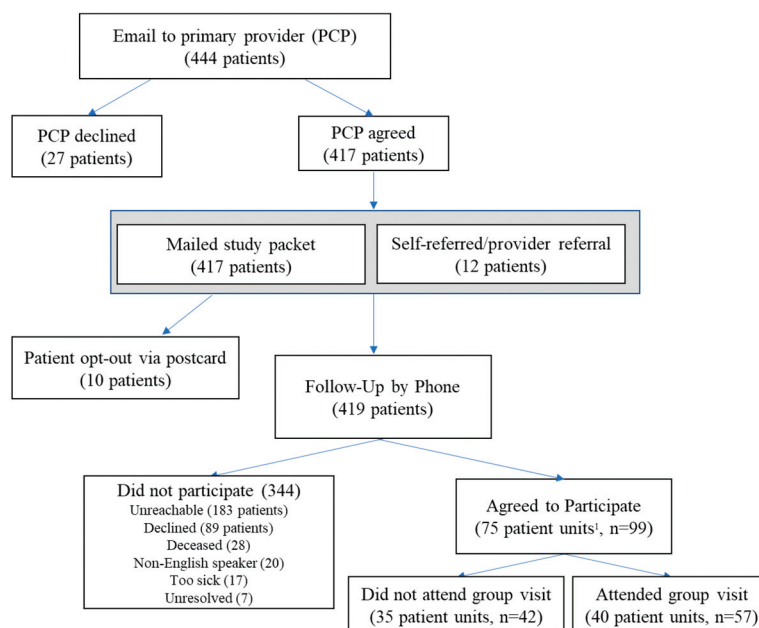 Email to primary provider (PCP)
(444 patients)
PCP declined
(27 patients)
PCP agreed
(417 patients)
Mailed study packet
(417 patients)
Self-referred/provider referral
(12 patients)
Patient opt-out via postcard
(10 patients)
Follow-Up by Phone
(419 patients)
Did not participate (344)
Unreachable (183 patients)
Declined (89 patients)
Deceased (28)
Non-English speaker (20)
Too sick (17)
Unresolved (7)
Agreed to Participate
(75 patient units¹, n=99)
Did not attend group visit
(35 patient units, n=42)
Attended group visit
(40 patient units, n=57)